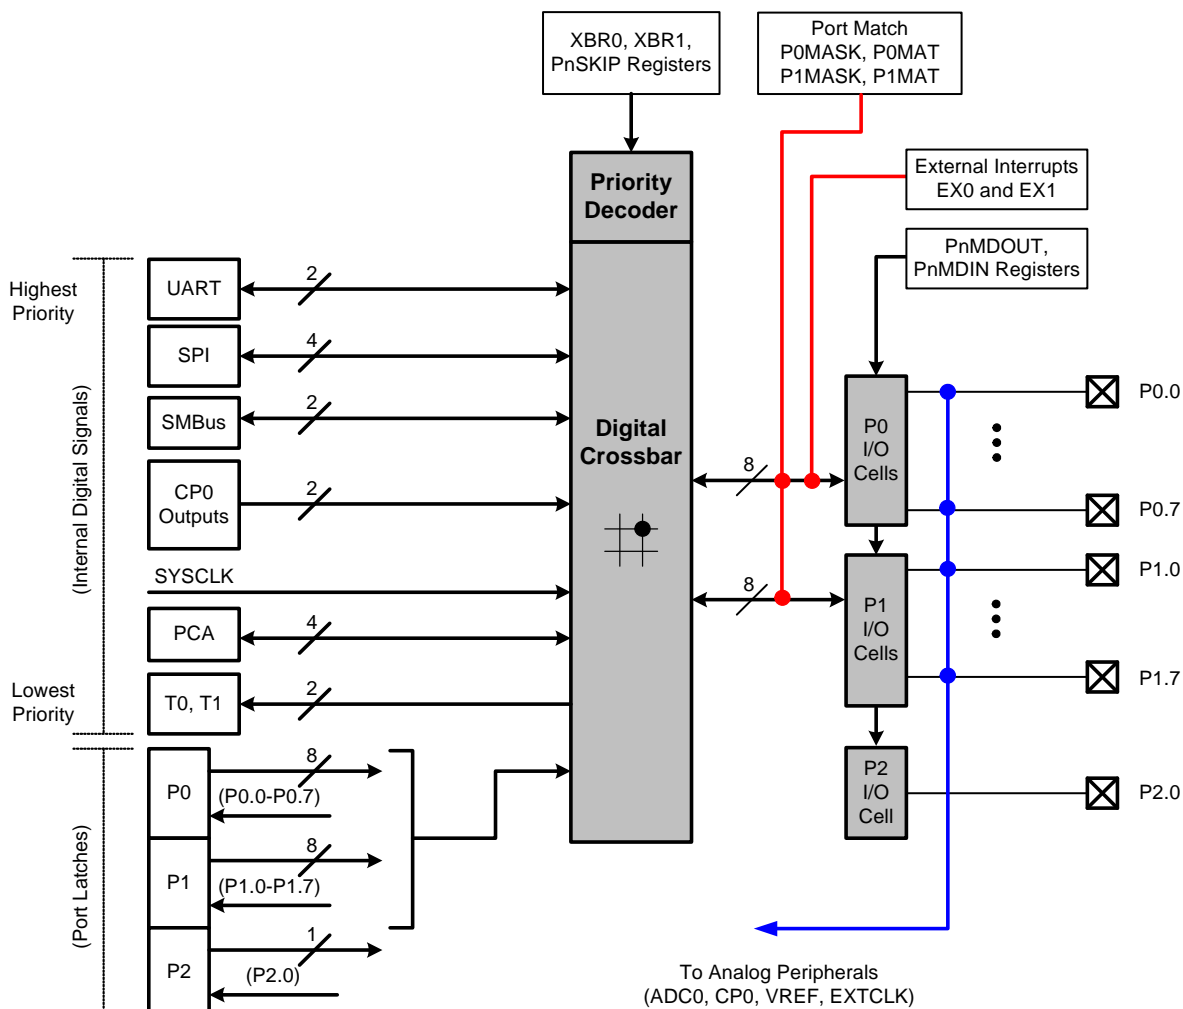 XBR0, XBR1,
PnSKIP Registers
Port Match
P0MASK, P0MAT
P1MASK, P1MAT
External Interrupts
EX0 and EX1
PnMDOUT,
PnMDIN Registers
Priority
Decoder
Digital
Crossbar
Highest
Priority
(Internal Digital Signals)
Lowest
Priority
(Port Latches)
UART
2
SPI
4
SMBus
2
CP0
Outputs
2
SYSCLK
PCA
4
T0, T1
2
P0
8
(P0.0-P0.7)
P1
8
(P1.0-P1.7)
P2
1
(P2.0)
8
8
P0
I/O
Cells
P1
I/O
Cells
P2
I/O
Cell
P0.0
P0.7
P1.0
P1.7
P2.0
To Analog Peripherals
(ADC0, CP0, VREF, EXTCLK)